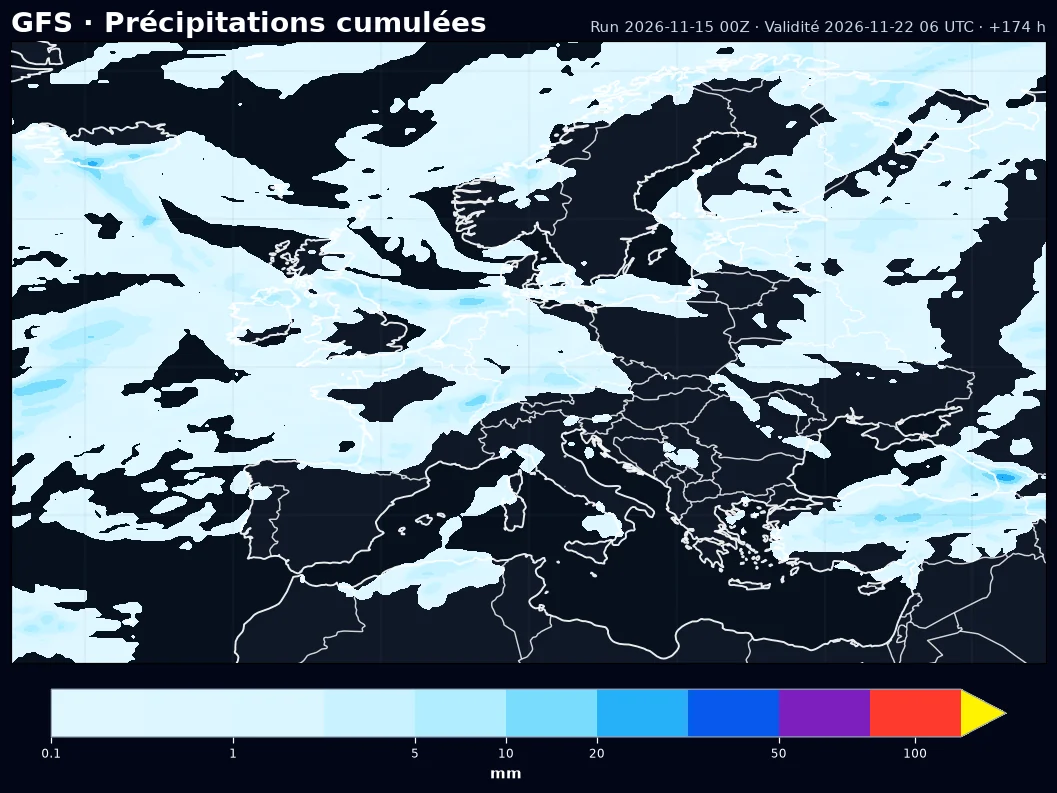 GFS · Précipitations cumulées
Run 2026-11-15 00Z · Validité 2026-11-22 06 UTC · +174 h
0.1 1 5 10 20 50 100
mm